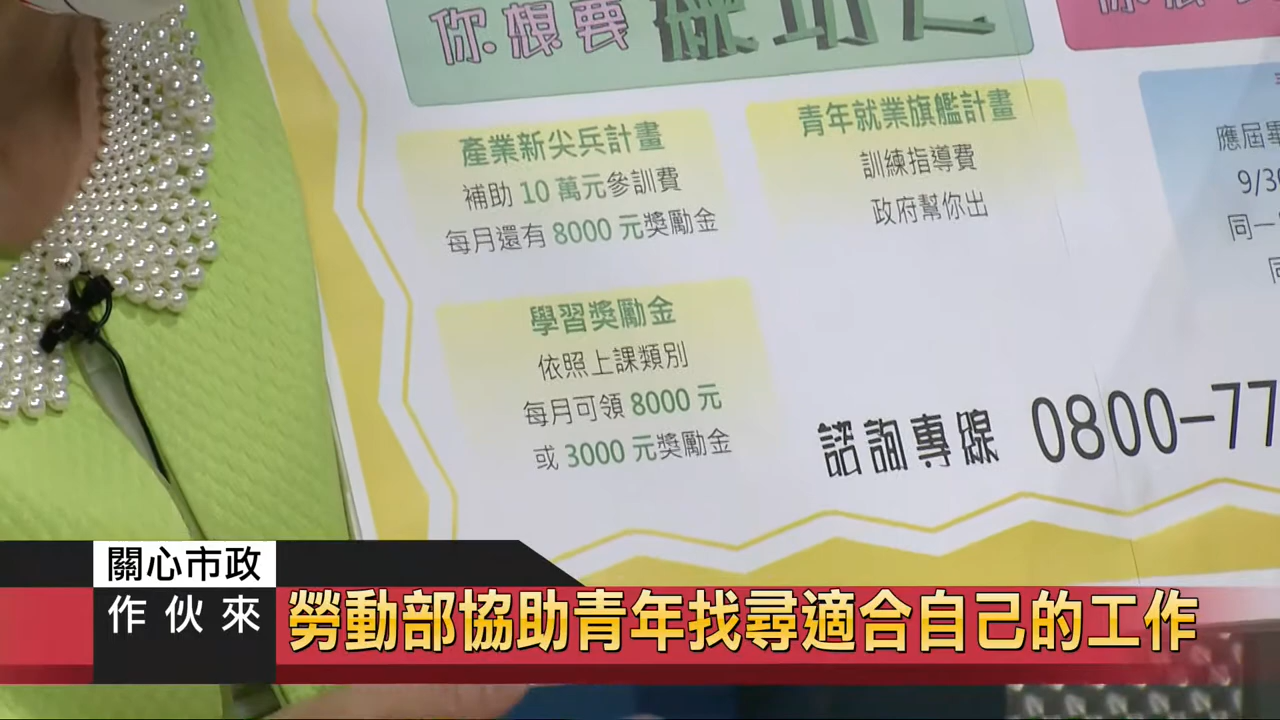 你想要
產業新尖兵計畫
補助 10 萬元參訓費
每月還有 8000 元獎勵金
青年就業旗艦計畫
訓練指導費
政府幫你出
學習獎勵金
依照上課類別
每月可領 8000 元
或 3000 元獎勵金
應屆
9/3
同一
諮詢專線 0800-77
關心市政
作伙來
勞動部協助青年找尋適合自己的工作